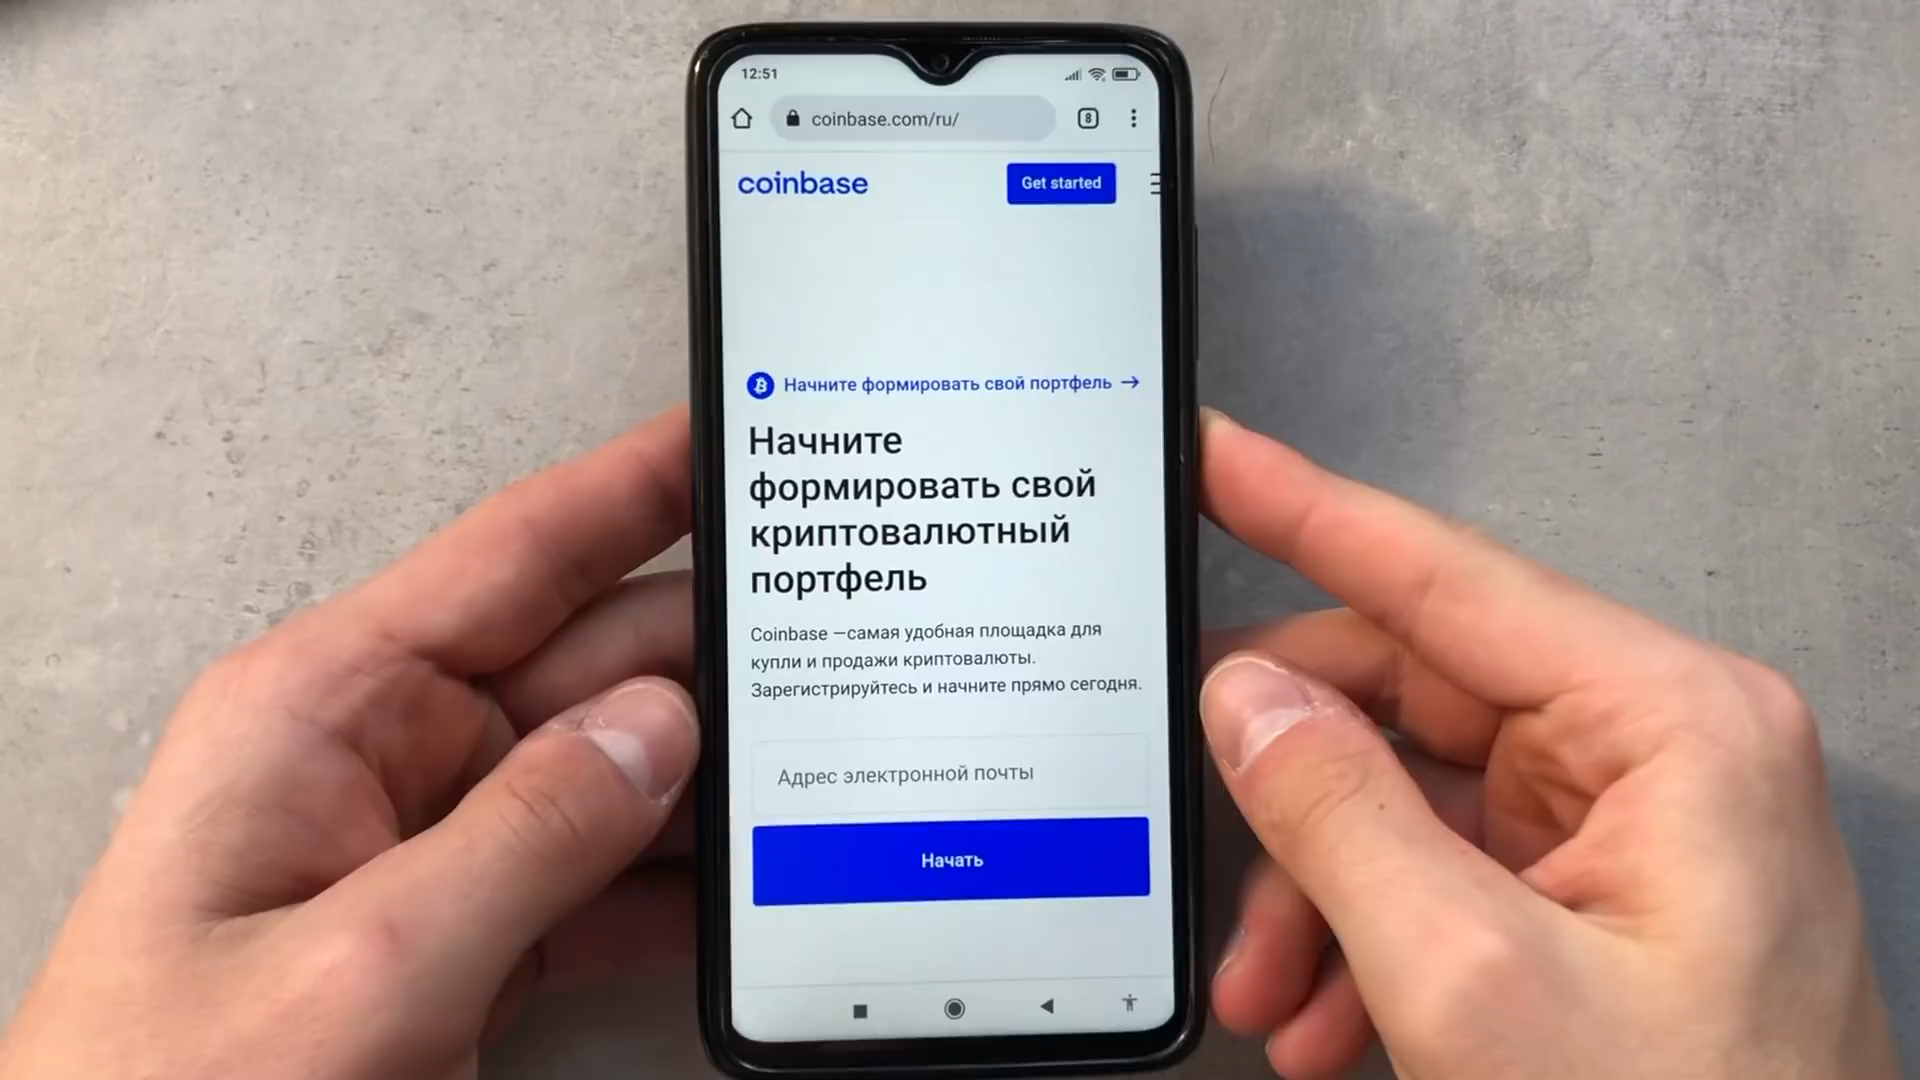 12:51
coinbase.com/ru/
8
coinbase
Get started
Начните формировать свой портфель →
Начните
формировать свой
криптовалютный
портфель
Coinbase —самая удобная площадка для
купли и продажи криптовалюты.
Зарегистрируйтесь и начните прямо сегодня.
Адрес электронной почты
Начать